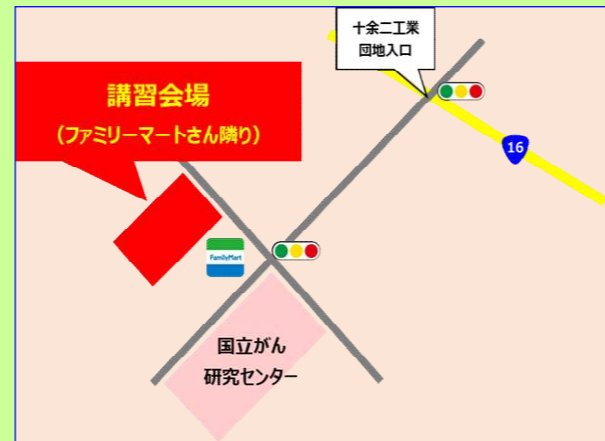 十余二工業
団地入口
講習会場
（ファミリーマートさん隣り）
16
FamilyMart
国立がん
研究センター